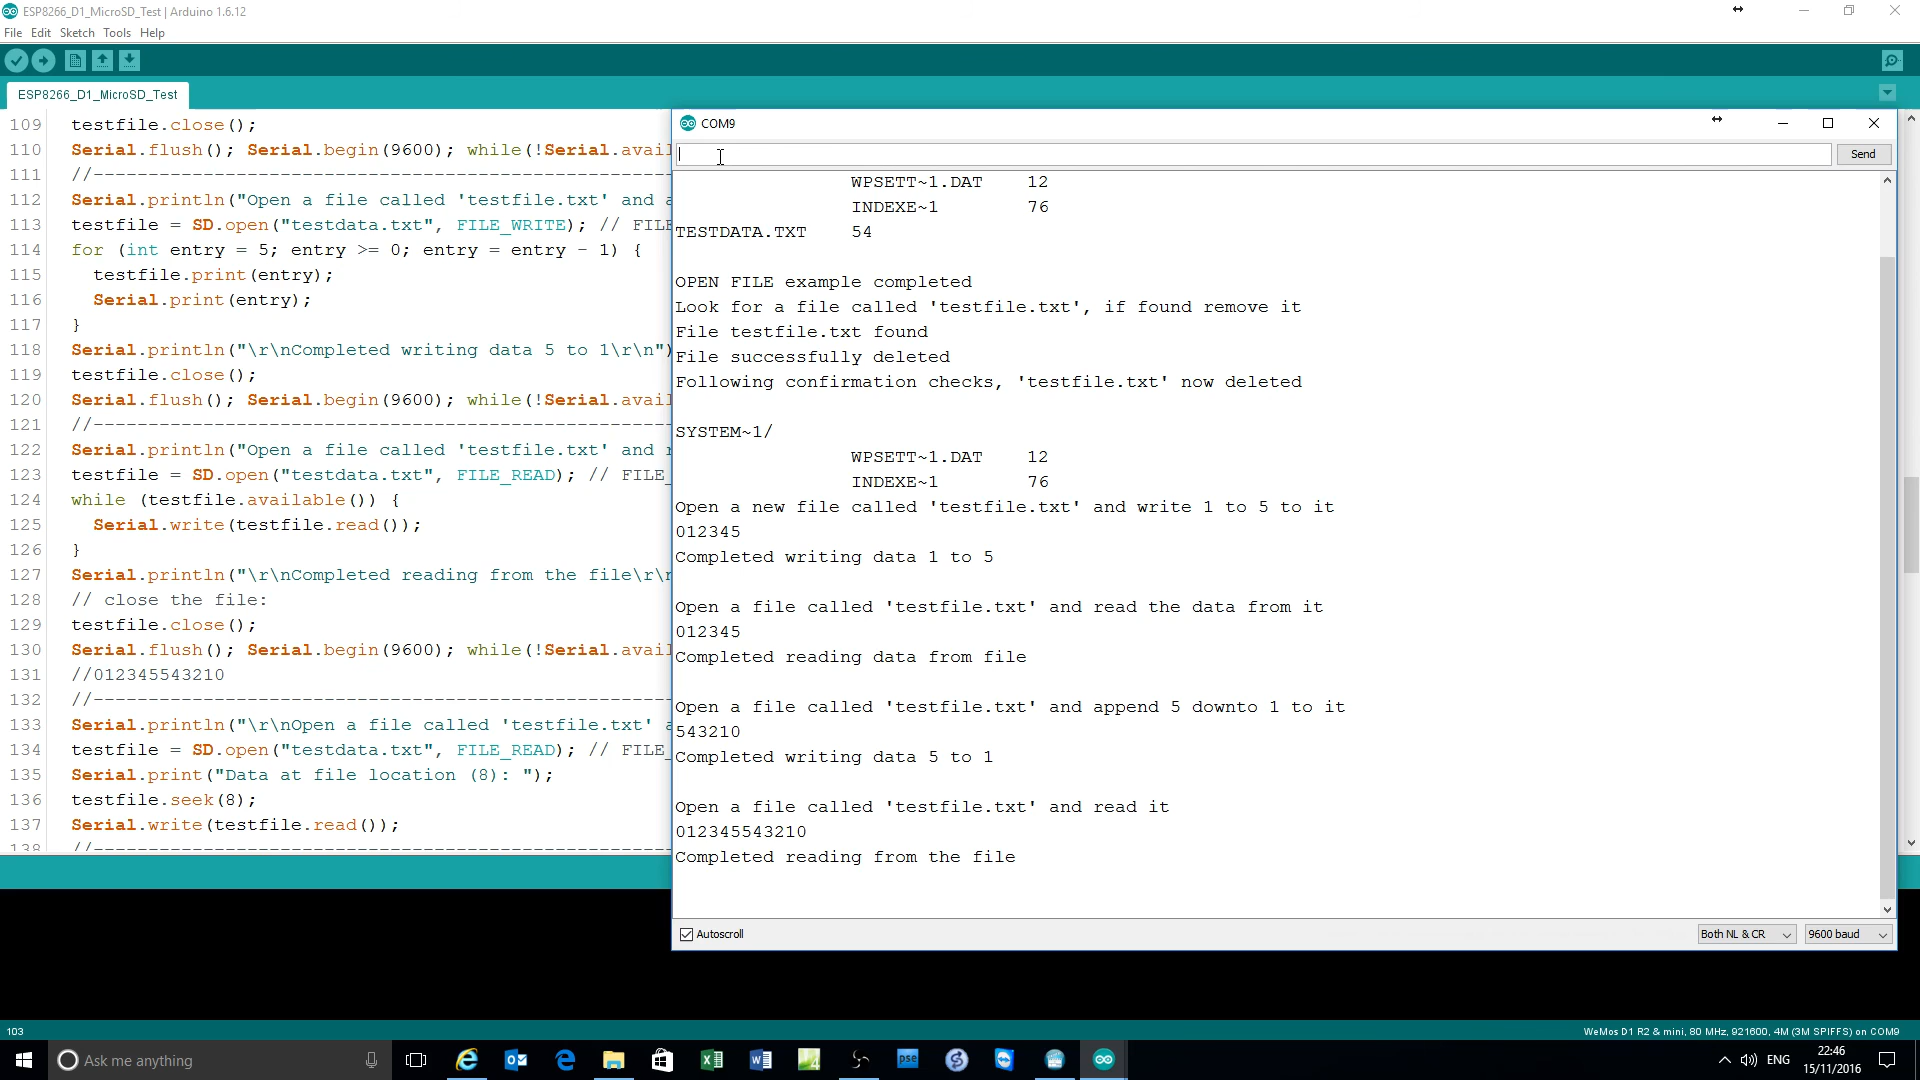 ESP8266_D1_MicroSD_Test | Arduino 1.6.12
File Edit Sketch Tools Help
ESP8266_D1_MicroSD_Test
109 testfile.close();
110 Serial.flush(); Serial.begin(9600); while(!Serial.avail
111 //-----------------------------------------------------
112 Serial.println("Open a file called 'testfile.txt' and a
113 testfile = SD.open("testdata.txt", FILE_WRITE); // FILE
114 for (int entry = 5; entry >= 0; entry = entry - 1) {
115 testfile.print(entry);
116 Serial.print(entry);
117 }
118 Serial.println("\r\nCompleted writing data 5 to 1\r\n")
119 testfile.close();
120 Serial.flush(); Serial.begin(9600); while(!Serial.avail
121 //-----------------------------------------------------
122 Serial.println("Open a file called 'testfile.txt' and r
123 testfile = SD.open("testdata.txt", FILE_READ); // FILE_
124 while (testfile.available()) {
125 Serial.write(testfile.read());
126 }
127 Serial.println("\r\nCompleted reading from the file\r\n
128 // close the file:
129 testfile.close();
130 Serial.flush(); Serial.begin(9600); while(!Serial.avail
131 //012345543210
132 //-----------------------------------------------------
133 Serial.println("\r\nOpen a file called 'testfile.txt' a
134 testfile = SD.open("testdata.txt", FILE_READ); // FILE_
135 Serial.print("Data at file location (8): ");
136 testfile.seek(8);
137 Serial.write(testfile.read());
138 //-----------------------------------------------------
COM9
Send
WPSETT~1.DAT 12
INDEXE~1 76
TESTDATA.TXT 54
OPEN FILE example completed
Look for a file called 'testfile.txt', if found remove it
File testfile.txt found
File successfully deleted
Following confirmation checks, 'testfile.txt' now deleted
SYSTEM~1/
WPSETT~1.DAT 12
INDEXE~1 76
Open a new file called 'testfile.txt' and write 1 to 5 to it
012345
Completed writing data 1 to 5
Open a file called 'testfile.txt' and read the data from it
012345
Completed reading data from file
Open a file called 'testfile.txt' and append 5 downto 1 to it
543210
Completed writing data 5 to 1
Open a file called 'testfile.txt' and read it
012345543210
Completed reading from the file
Autoscroll Both NL & CR 9600 baud
103 WeMos D1 R2 & mini, 80 MHz, 921600, 4M (3M SPIFFS) on COM9
Ask me anything pse ENG 22:46
15/11/2016